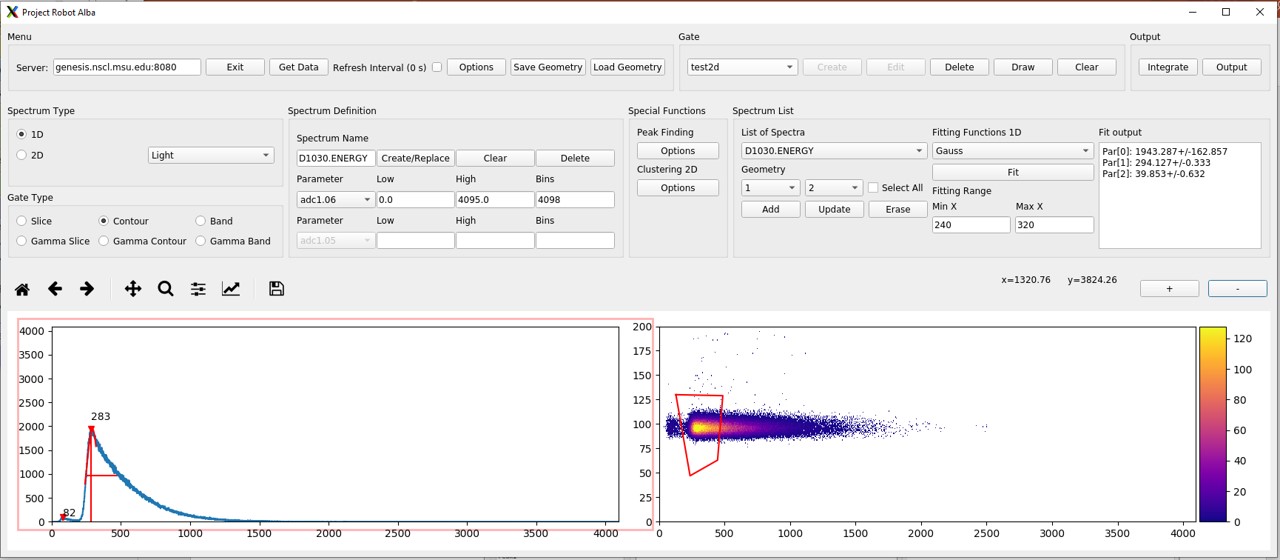 Project Robot Alba
Menu
Gate
Output
Server: genesis.nscl.msu.edu:8080 Exit Get Data Refresh Interval (0 s) Options Save Geometry Load Geometry test2d Create Edit Delete Draw Clear Integrate Output
Spectrum Type
Spectrum Definition
Special Functions
Spectrum List
1D
2D
Light
Gate Type
Slice Contour Band
Gamma Slice Gamma Contour Gamma Band
Spectrum Name
D1030.ENERGY Create/Replace Clear Delete
Parameter Low High Bins
adc1.06 0.0 4095.0 4098
Parameter Low High Bins
adc1.05
Peak Finding
Options
Clustering 2D
Options
List of Spectra
D1030.ENERGY
Geometry
1 2 Select All
Add Update Erase
Fitting Functions 1D
Gauss
Fit
Fitting Range
Min X Max X
240 320
Fit output
Par[0]: 1943.287+/-162.857
Par[1]: 294.127+/-0.333
Par[2]: 39.853+/-0.632
x=1320.76 y=3824.26
+ -
4000
3500
3000
2500
2000
1500
1000
500
0
283
82
0 500 1000 1500 2000 2500 3000 3500 4000
200
175
150
125
100
75
50
25
0
0 500 1000 1500 2000 2500 3000 3500 4000
120
100
80
60
40
20
0